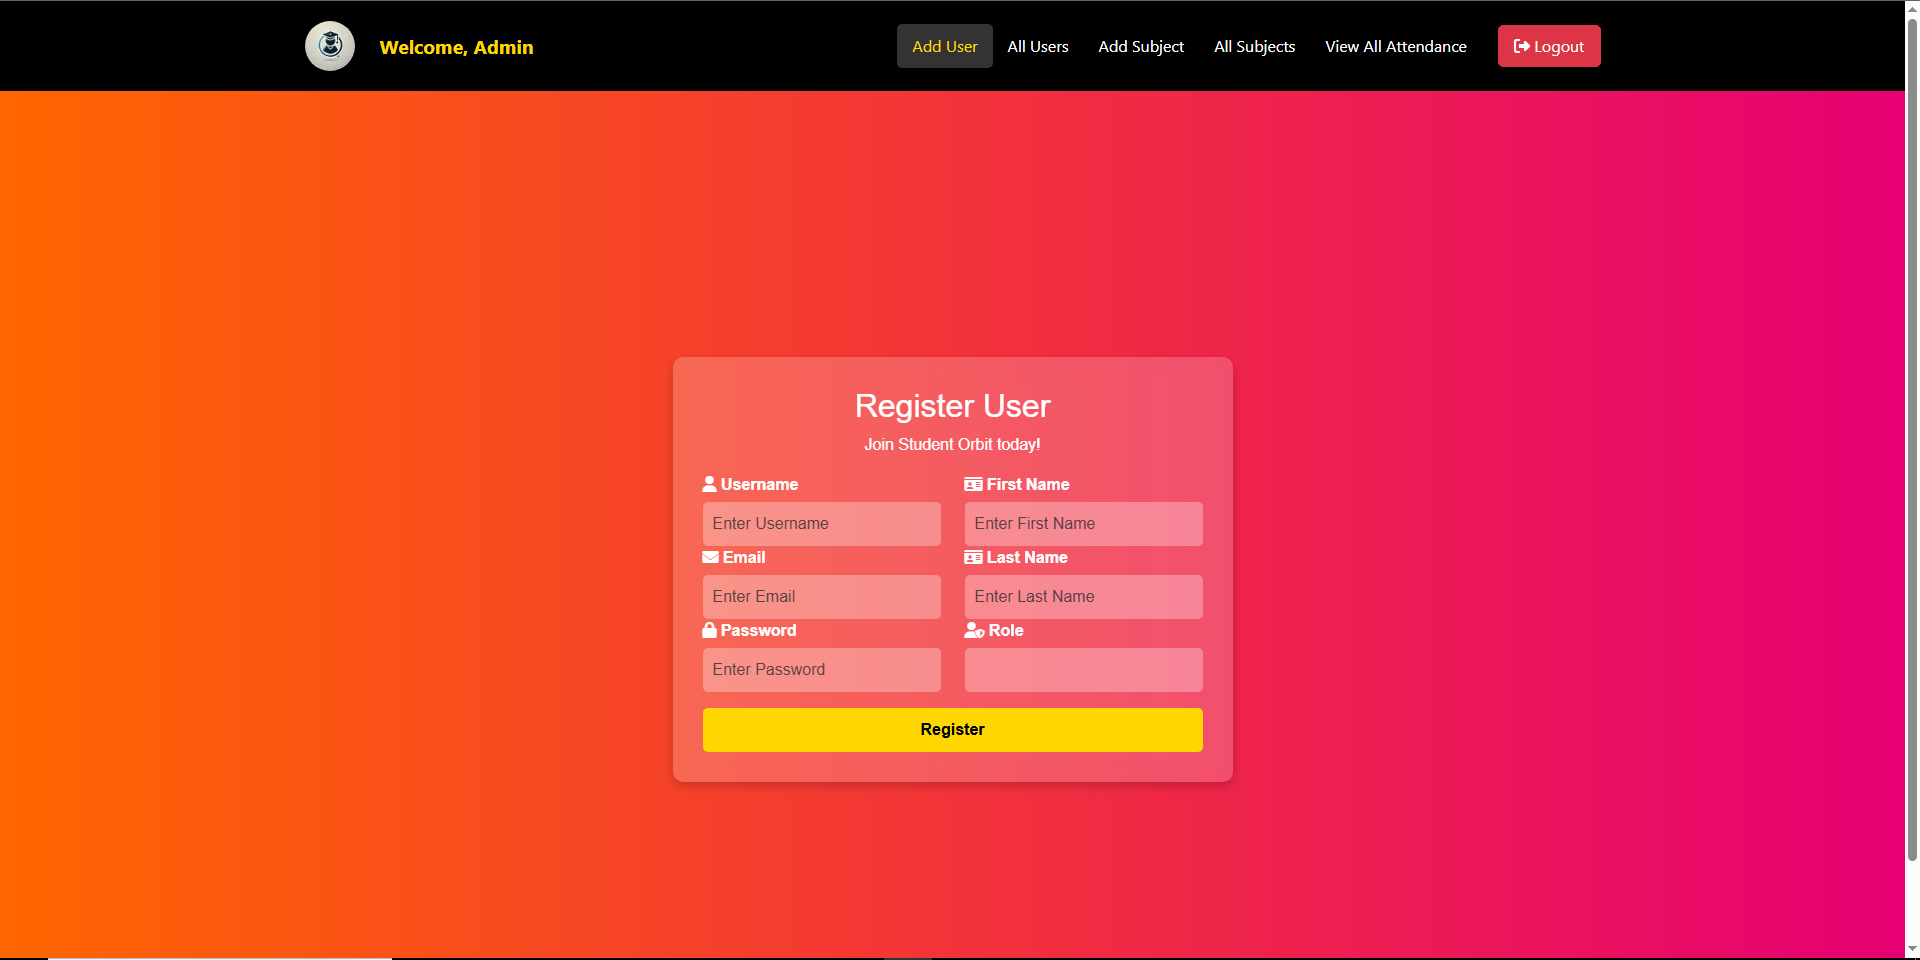 Welcome, Admin
Add User
All Users
Add Subject
All Subjects
View All Attendance
Logout
Register User
Join Student Orbit today!
Username
First Name
Enter Username
Enter First Name
Email
Last Name
Enter Email
Enter Last Name
Password
Role
Enter Password
Register